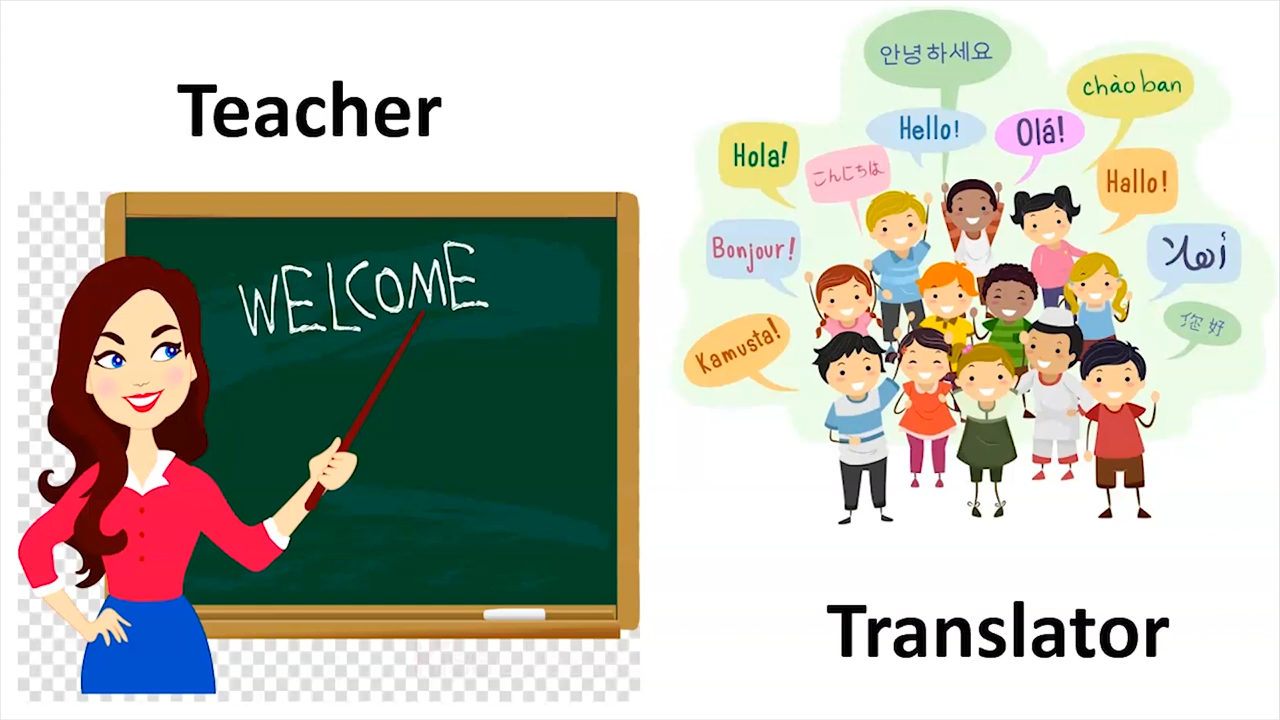 Teacher
WELCOME
안녕하세요
chào ban
Hello!
Olá!
Hola!
こんにちは
Hallo!
Bonjour!
أهلا
Kamusta!
您好
Translator